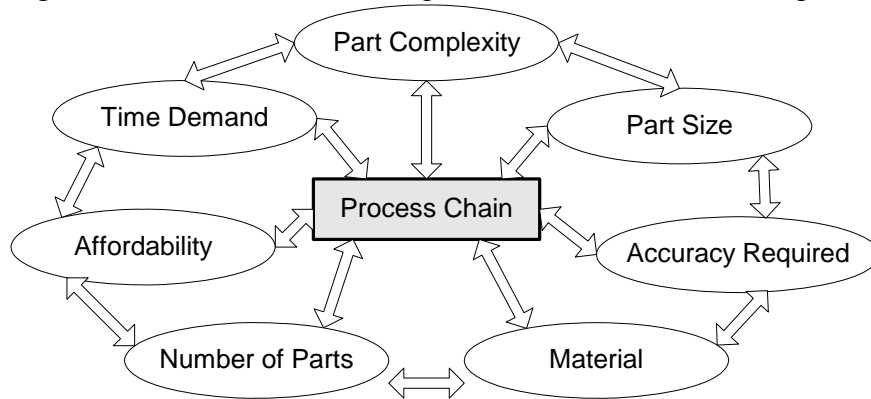 Part Complexity
Time Demand
Part Size
Process Chain
Affordability
Accuracy Required
Number of Parts
Material